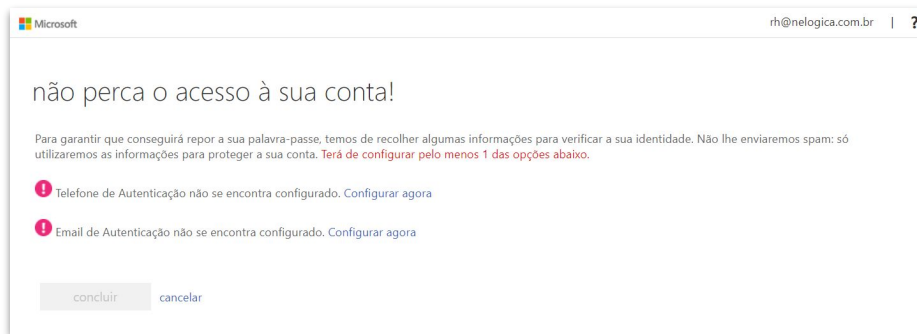 Microsoft
rh@nelogica.com.br | ?
não perca o acesso à sua conta!
Para garantir que conseguirá repor a sua palavra-passe, temos de recolher algumas informações para verificar a sua identidade. Não lhe enviaremos spam: só
utilizaremos as informações para proteger a sua conta. Terá de configurar pelo menos 1 das opções abaixo.
! Telefone de Autenticação não se encontra configurado. Configurar agora
! Email de Autenticação não se encontra configurado. Configurar agora
concluir cancelar